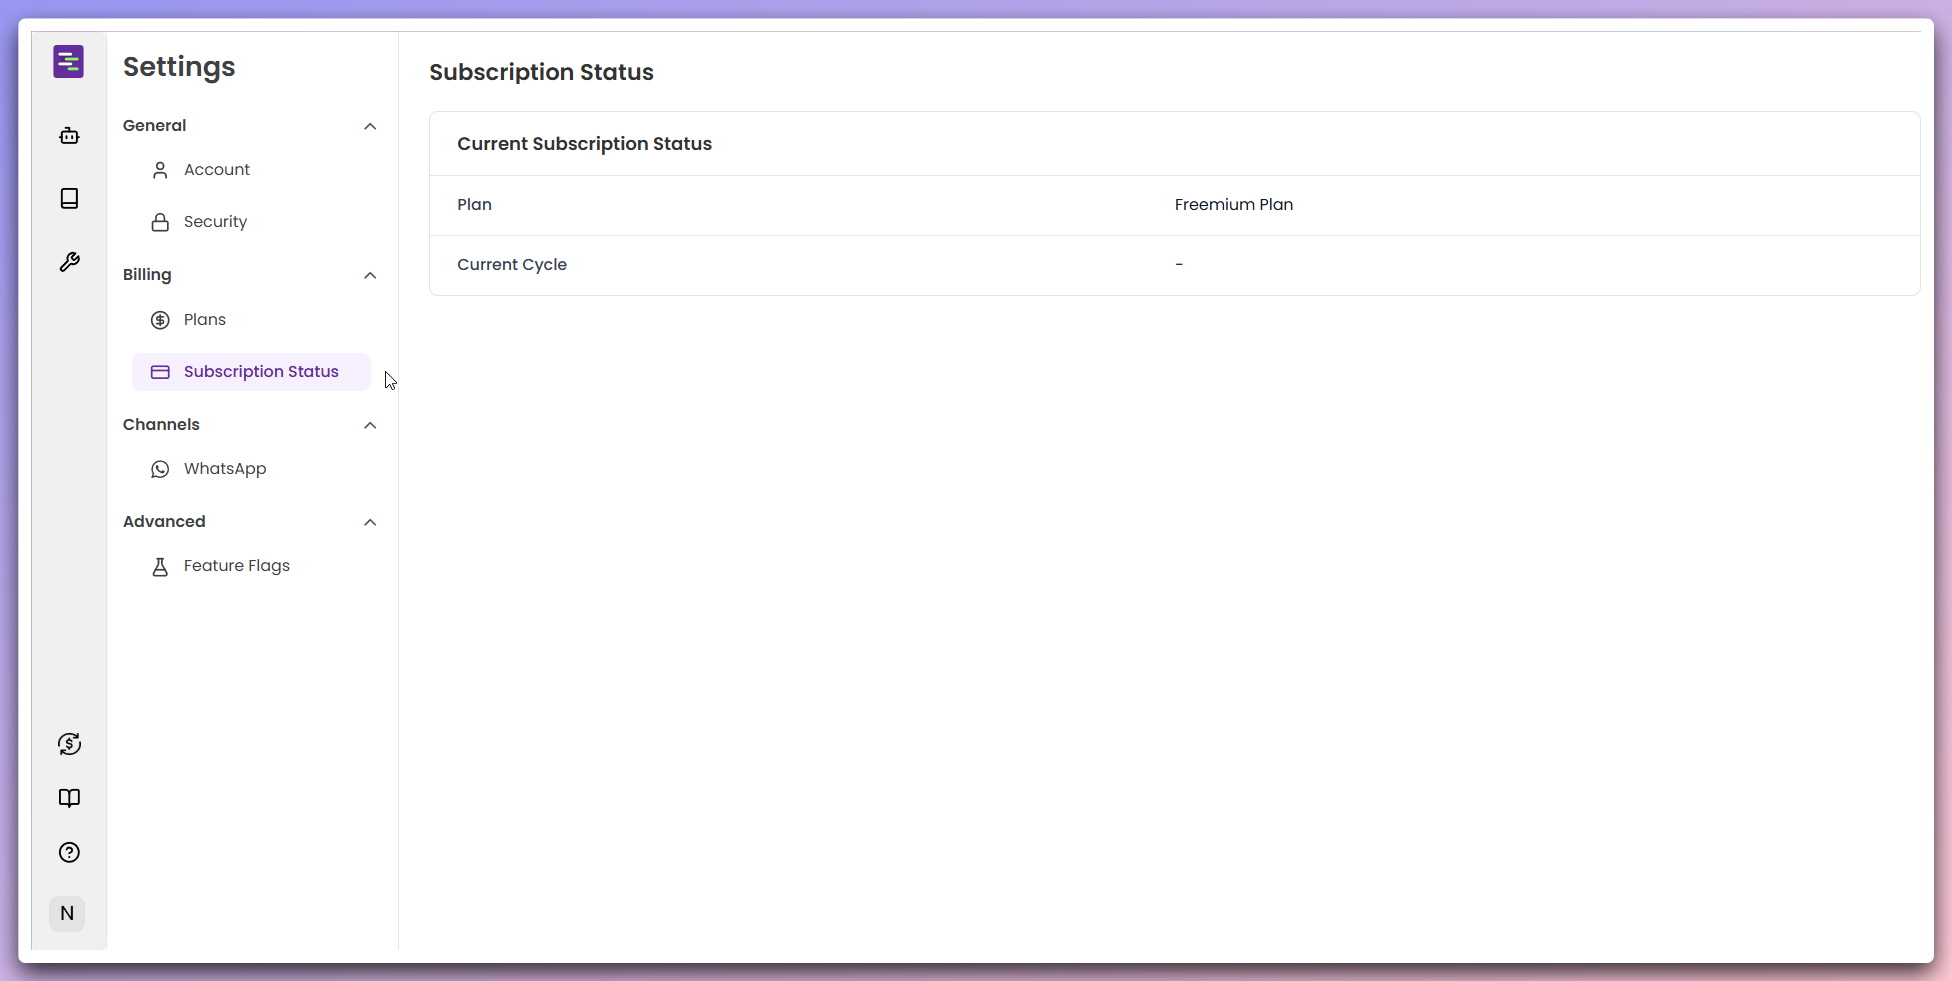 Settings
General
Account
Security
Billing
Plans
Subscription Status
Channels
WhatsApp
Advanced
Feature Flags
N
Subscription Status
Current Subscription Status
Plan Freemium Plan
Current Cycle -